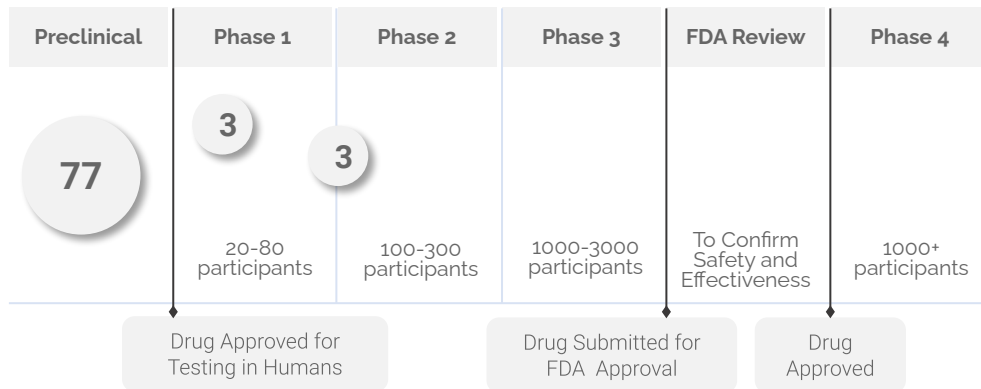 Preclinical
Phase 1
Phase 2
Phase 3
FDA Review
Phase 4
77
3
3
20-80
participants
100-300
participants
1000-3000
participants
To Confirm
Safety and
Effectiveness
1000+
participants
Drug Approved for
Testing in Humans
Drug Submitted for
FDA Approval
Drug
Approved